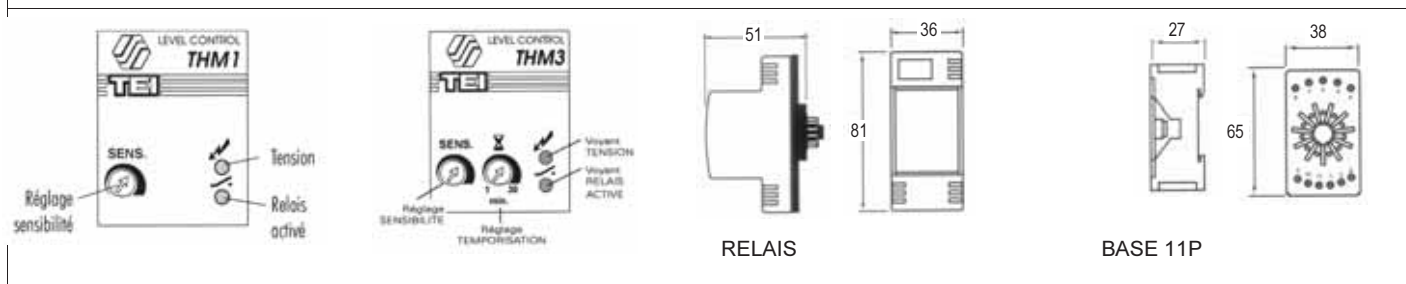 LEVEL CONTROL
THM1
TEI
SENS.
Tension
Réglage
sensibilité
Relais
activé
LEVEL CONTROL
THM3
TEI
SENS.
Voyant
TENSION
Voyant
RELAIS
ACTIVE
1 30
min.
Réglage
SENSIBILITE
Réglage
TEMPORISATION
51
36
81
RELAIS
27
38
65
BASE 11P